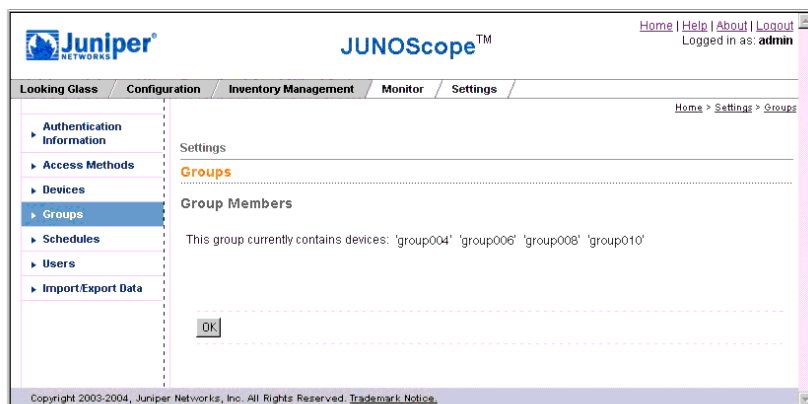 Juniper®
NETWORKS
JUNOScope™
Home | Help | About | Logout
Logged in as: admin
Looking Glass / Configuration / Inventory Management / Monitor / Settings /
Home > Settings > Groups
Authentication Information
Access Methods
Devices
Groups
Schedules
Users
Import/Export Data
Settings
Groups
Group Members
This group currently contains devices: 'group004' 'group006' 'group008' 'group010'
OK
Copyright 2003-2004, Juniper Networks, Inc. All Rights Reserved. Trademark Notice.